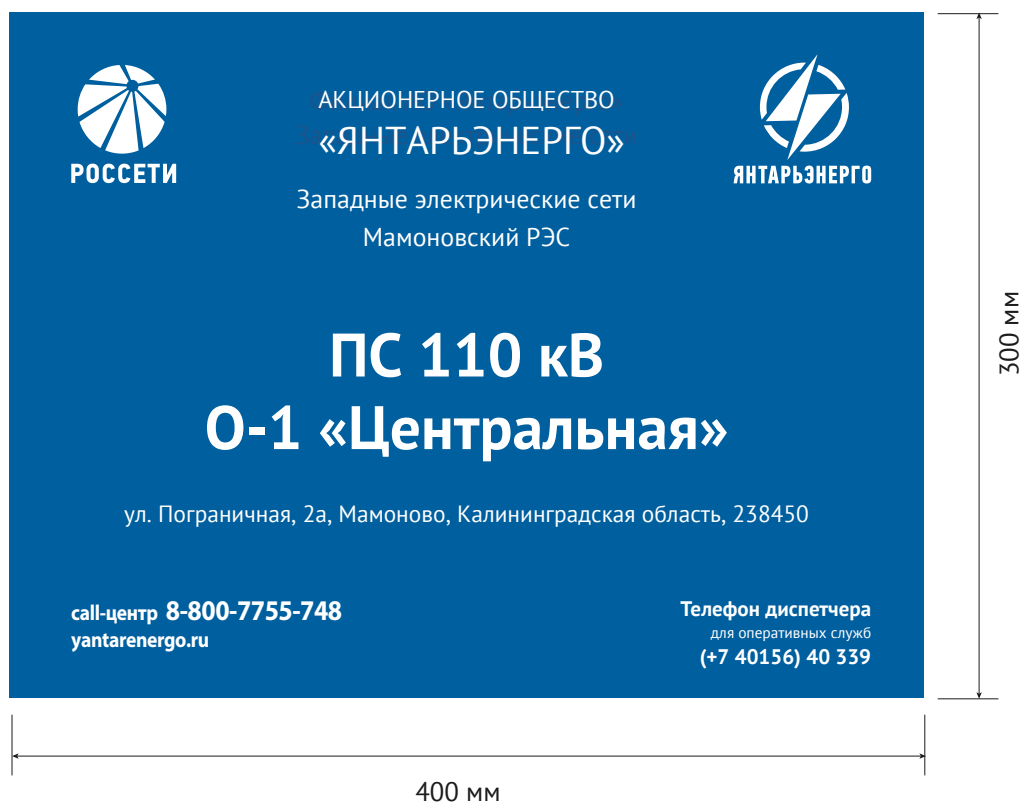 РОССЕТИ
АКЦИОНЕРНОЕ ОБЩЕСТВО
«ЯНТАРЬЭНЕРГО»
ЯНТАРЬЭНЕРГО
Западные электрические сети
Мамоновский РЭС
ПС 110 кВ
О-1 «Центральная»
ул. Пограничная, 2а, Мамоново, Калининградская область, 238450
call-центр 8-800-7755-748
yantarenergo.ru
Телефон диспетчера
для оперативных служб
(+7 40156) 40 339
300 мм
400 мм